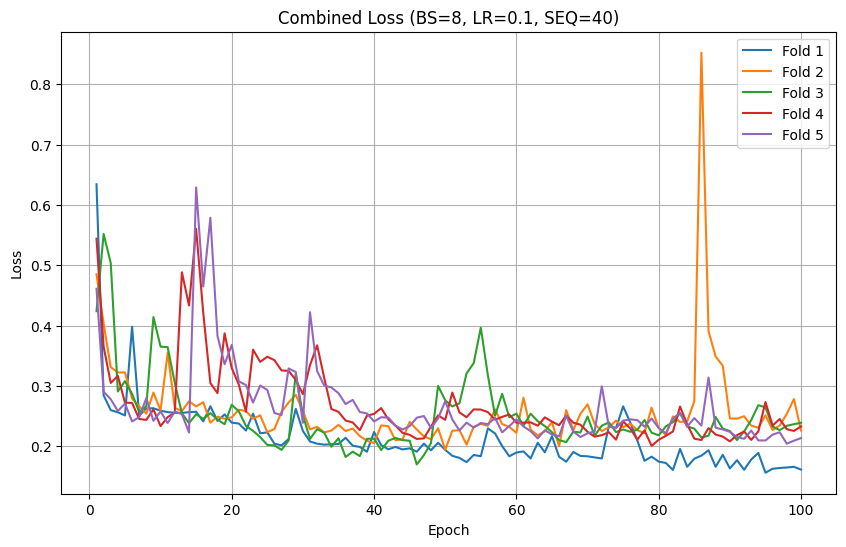 Combined Loss (BS=8, LR=0.1, SEQ=40)
Fold 1
Fold 2
Fold 3
Fold 4
Fold 5
Loss
0.8
0.7
0.6
0.5
0.4
0.3
0.2
0 20 40 60 80 100
Epoch